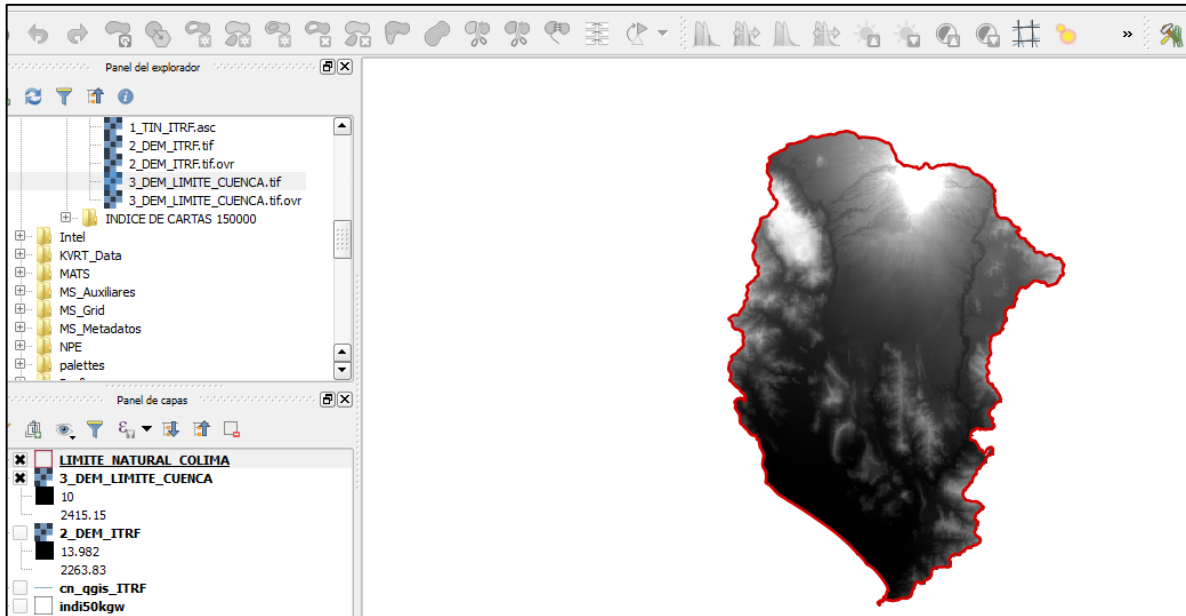 »
Panel del explorador
1_TIN_ITRF.asc
2_DEM_ITRF.tif
2_DEM_ITRF.tif.ovr
3_DEM_LIMITE_CUENCA.tif
3_DEM_LIMITE_CUENCA.tif.ovr
INDICE DE CARTAS 150000
Intel
KVRT_Data
MATS
MS_Auxiliares
MS_Grid
MS_Metadatos
NPE
palettes
Panel de capas
LIMITE_NATURAL_COLIMA
3_DEM_LIMITE_CUENCA
10
2415.15
2_DEM_ITRF
13.982
2263.83
cn_qgis_ITRF
indi50kgw